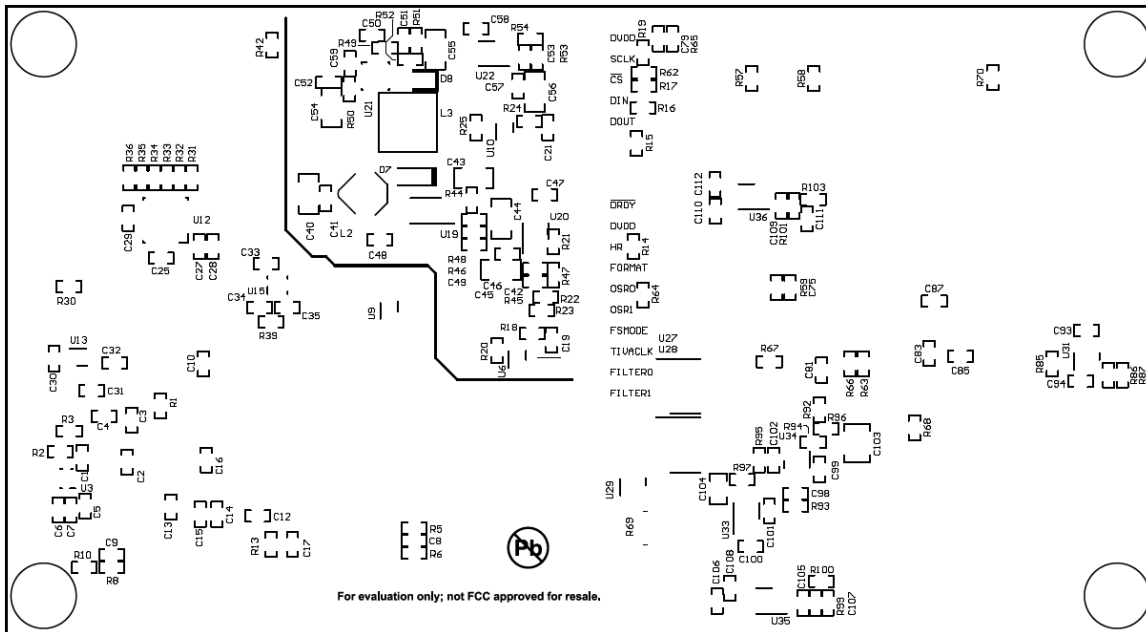 R42
C50
R52
C51
R51
C58
R54
R19
C79
R65
R49
C55
C53
R53
DVDD
C59
U22
SCLK
C52
D8
C57
C56
CS
R62
R17
R57
R58
R70
C54
R50
U21
L3
R24
DIN
R16
R25
U10
C21
DOUT
R15
R36
R35
R34
R33
R32
R31
D7
C43
R44
C47
C112
R103
C40
C41
L2
C44
U20
DRDY
C110
U36
C109
R101
C111
C29
U12
C48
U19
R21
DVDD
C25
C27
C28
C33
R48
R46
C49
C45
C46
C42
R45
R47
HR
R14
FORMAT
R30
C34
U15
C35
R39
U9
R22
R23
OSR0
R64
OSR1
R59
C75
C87
U13
C32
C30
C10
R18
C19
R20
U6
FSMODE
U27
TIVACLK
U28
R67
C81
R66
R63
C83
C85
C93
U31
R85
C94
R86
R87
C31
FILTER0
FILTER1
R3
C4
C3
R1
R92
R96
R94
U34
C103
R68
R2
C1
C2
C16
R95
C102
C99
U3
C6
C7
C5
C13
C15
C14
C12
U29
R97
C104
C98
R93
R69
U33
C101
R13
C17
R5
C8
R6
Pb
C100
C9
R10
R8
C106
C108
C105
R100
U35
R99
C107
For evaluation only; not FCC approved for resale.